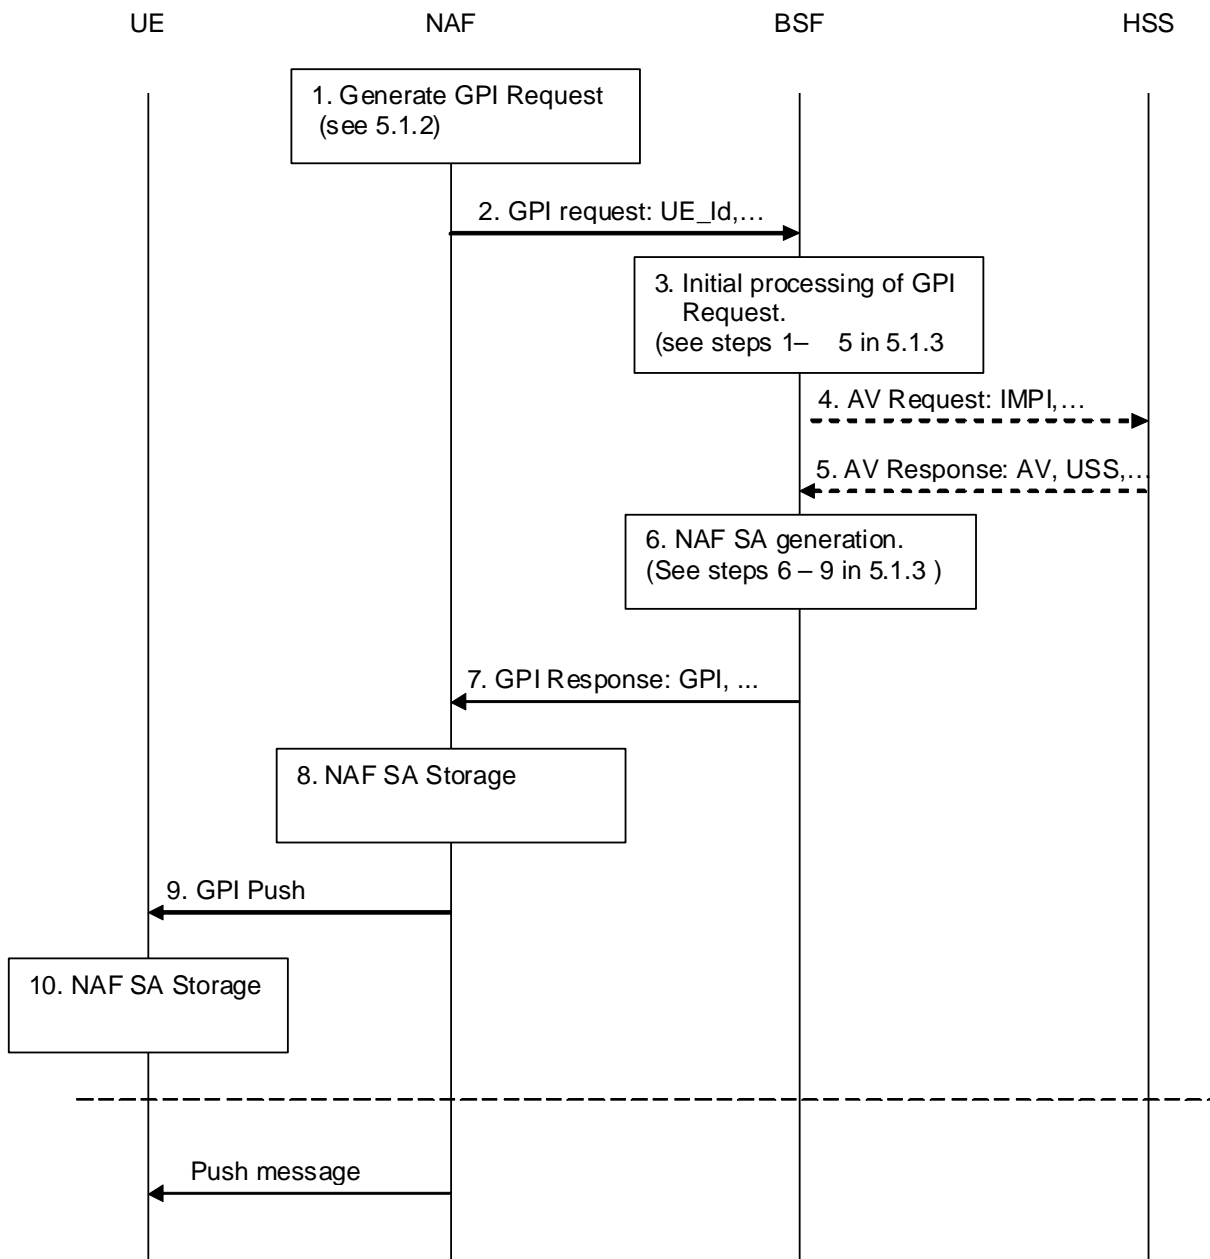 UE NAF BSF HSS
1. Generate GPI Request
(see 5.1.2)
2. GPI request: UE_Id,…
3. Initial processing of GPI
Request.
(see steps 1– 5 in 5.1.3
4. AV Request: IMPI,…
5. AV Response: AV, USS,…
6. NAF SA generation.
(See steps 6 – 9 in 5.1.3 )
7. GPI Response: GPI, ...
8. NAF SA Storage
9. GPI Push
10. NAF SA Storage
Push message